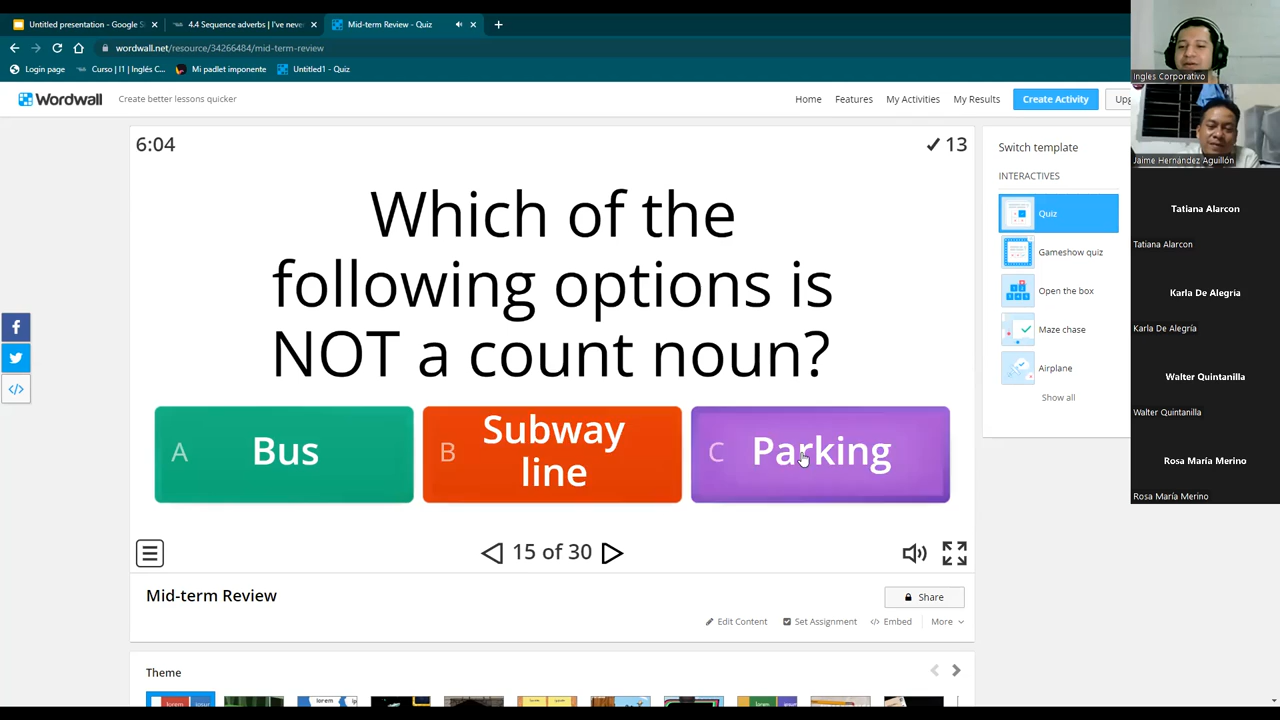 Untitled presentation - Google S
4.4 Sequence adverbs | I've neve
Mid-term Review - Quiz
wordwall.net/resource/34266484/mid-term-review
Login page
Curso | I1 | Inglés C...
Mi padlet imponente
Untitled1 - Quiz
Wordwall
Create better lessons quicker
Home
Features
My Activities
My Results
Create Activity
Upg
6:04
13
Which of the
following options is
NOT a count noun?
A
Bus
B
Subway
line
C
Parking
15 of 30
Mid-term Review
Share
Edit Content
Set Assignment
Embed
More
Theme
Switch template
INTERACTIVES
Quiz
Gameshow quiz
Open the box
Maze chase
Airplane
Show all
Ingles Corporativo
Jaime Hernández Aguillón
Tatiana Alarcon
Tatiana Alarcon
Karla De Alegría
Karla De Alegría
Walter Quintanilla
Walter Quintanilla
Rosa María Merino
Rosa María Merino